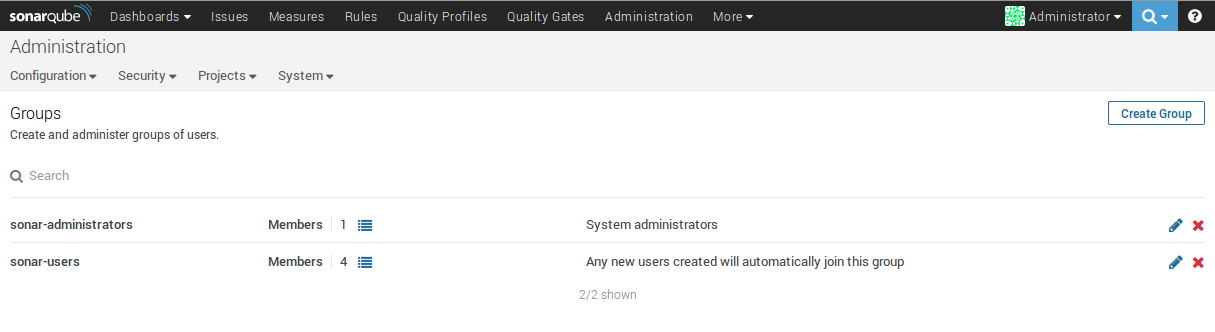 sonarqube Dashboards Issues Measures Rules Quality Profiles Quality Gates Administration More Administrator ?
Administration
Configuration Security Projects System
Groups Create Group
Create and administer groups of users.
Search
sonar-administrators Members 1 System administrators
sonar-users Members 4 Any new users created will automatically join this group
2/2 shown